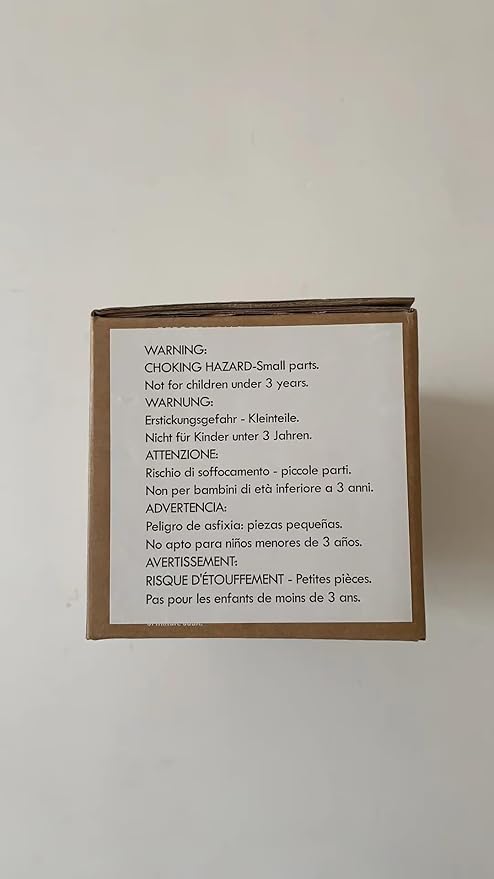 WARNING:
CHOKING HAZARD-Small parts.
Not for children under 3 years.
WARNUNG:
Erstickungsgefahr - Kleinteile.
Nicht für Kinder unter 3 Jahren.
ATTENZIONE:
Rischio di soffocamento - piccole parti.
Non per bambini di età inferiore a 3 anni.
ADVERTENCIA:
Peligro de asfixia: piezas pequeñas.
No apto para niños menores de 3 años.
AVERTISSEMENT:
RISQUE D'ÉTOUFFEMENT - Petites pièces.
Pas pour les enfants de moins de 3 ans.